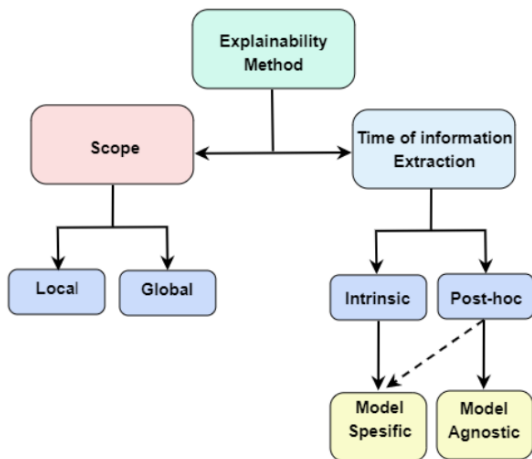 Explainability
Method
Scope
Time of information
Extraction
Local
Global
Intrinsic
Post-hoc
Model
Spesific
Model
Agnostic